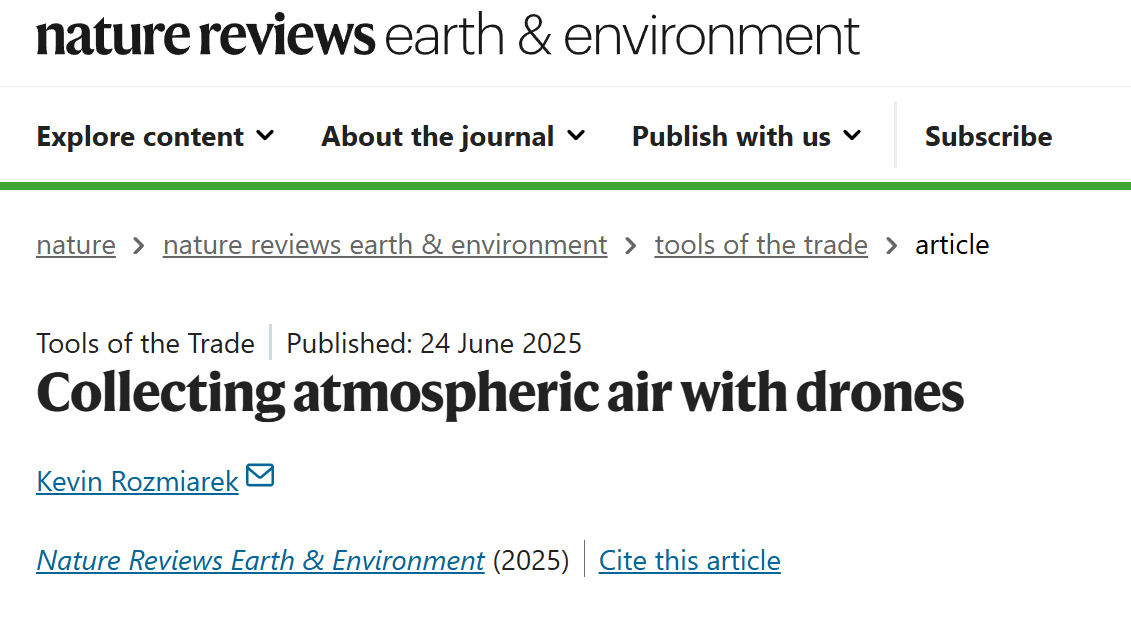 nature reviews earth & environment
Explore content About the journal Publish with us Subscribe
nature > nature reviews earth & environment > tools of the trade > article
Tools of the Trade | Published: 24 June 2025
Collecting atmospheric air with drones
Kevin Rozmiarek
Nature Reviews Earth & Environment (2025) | Cite this article